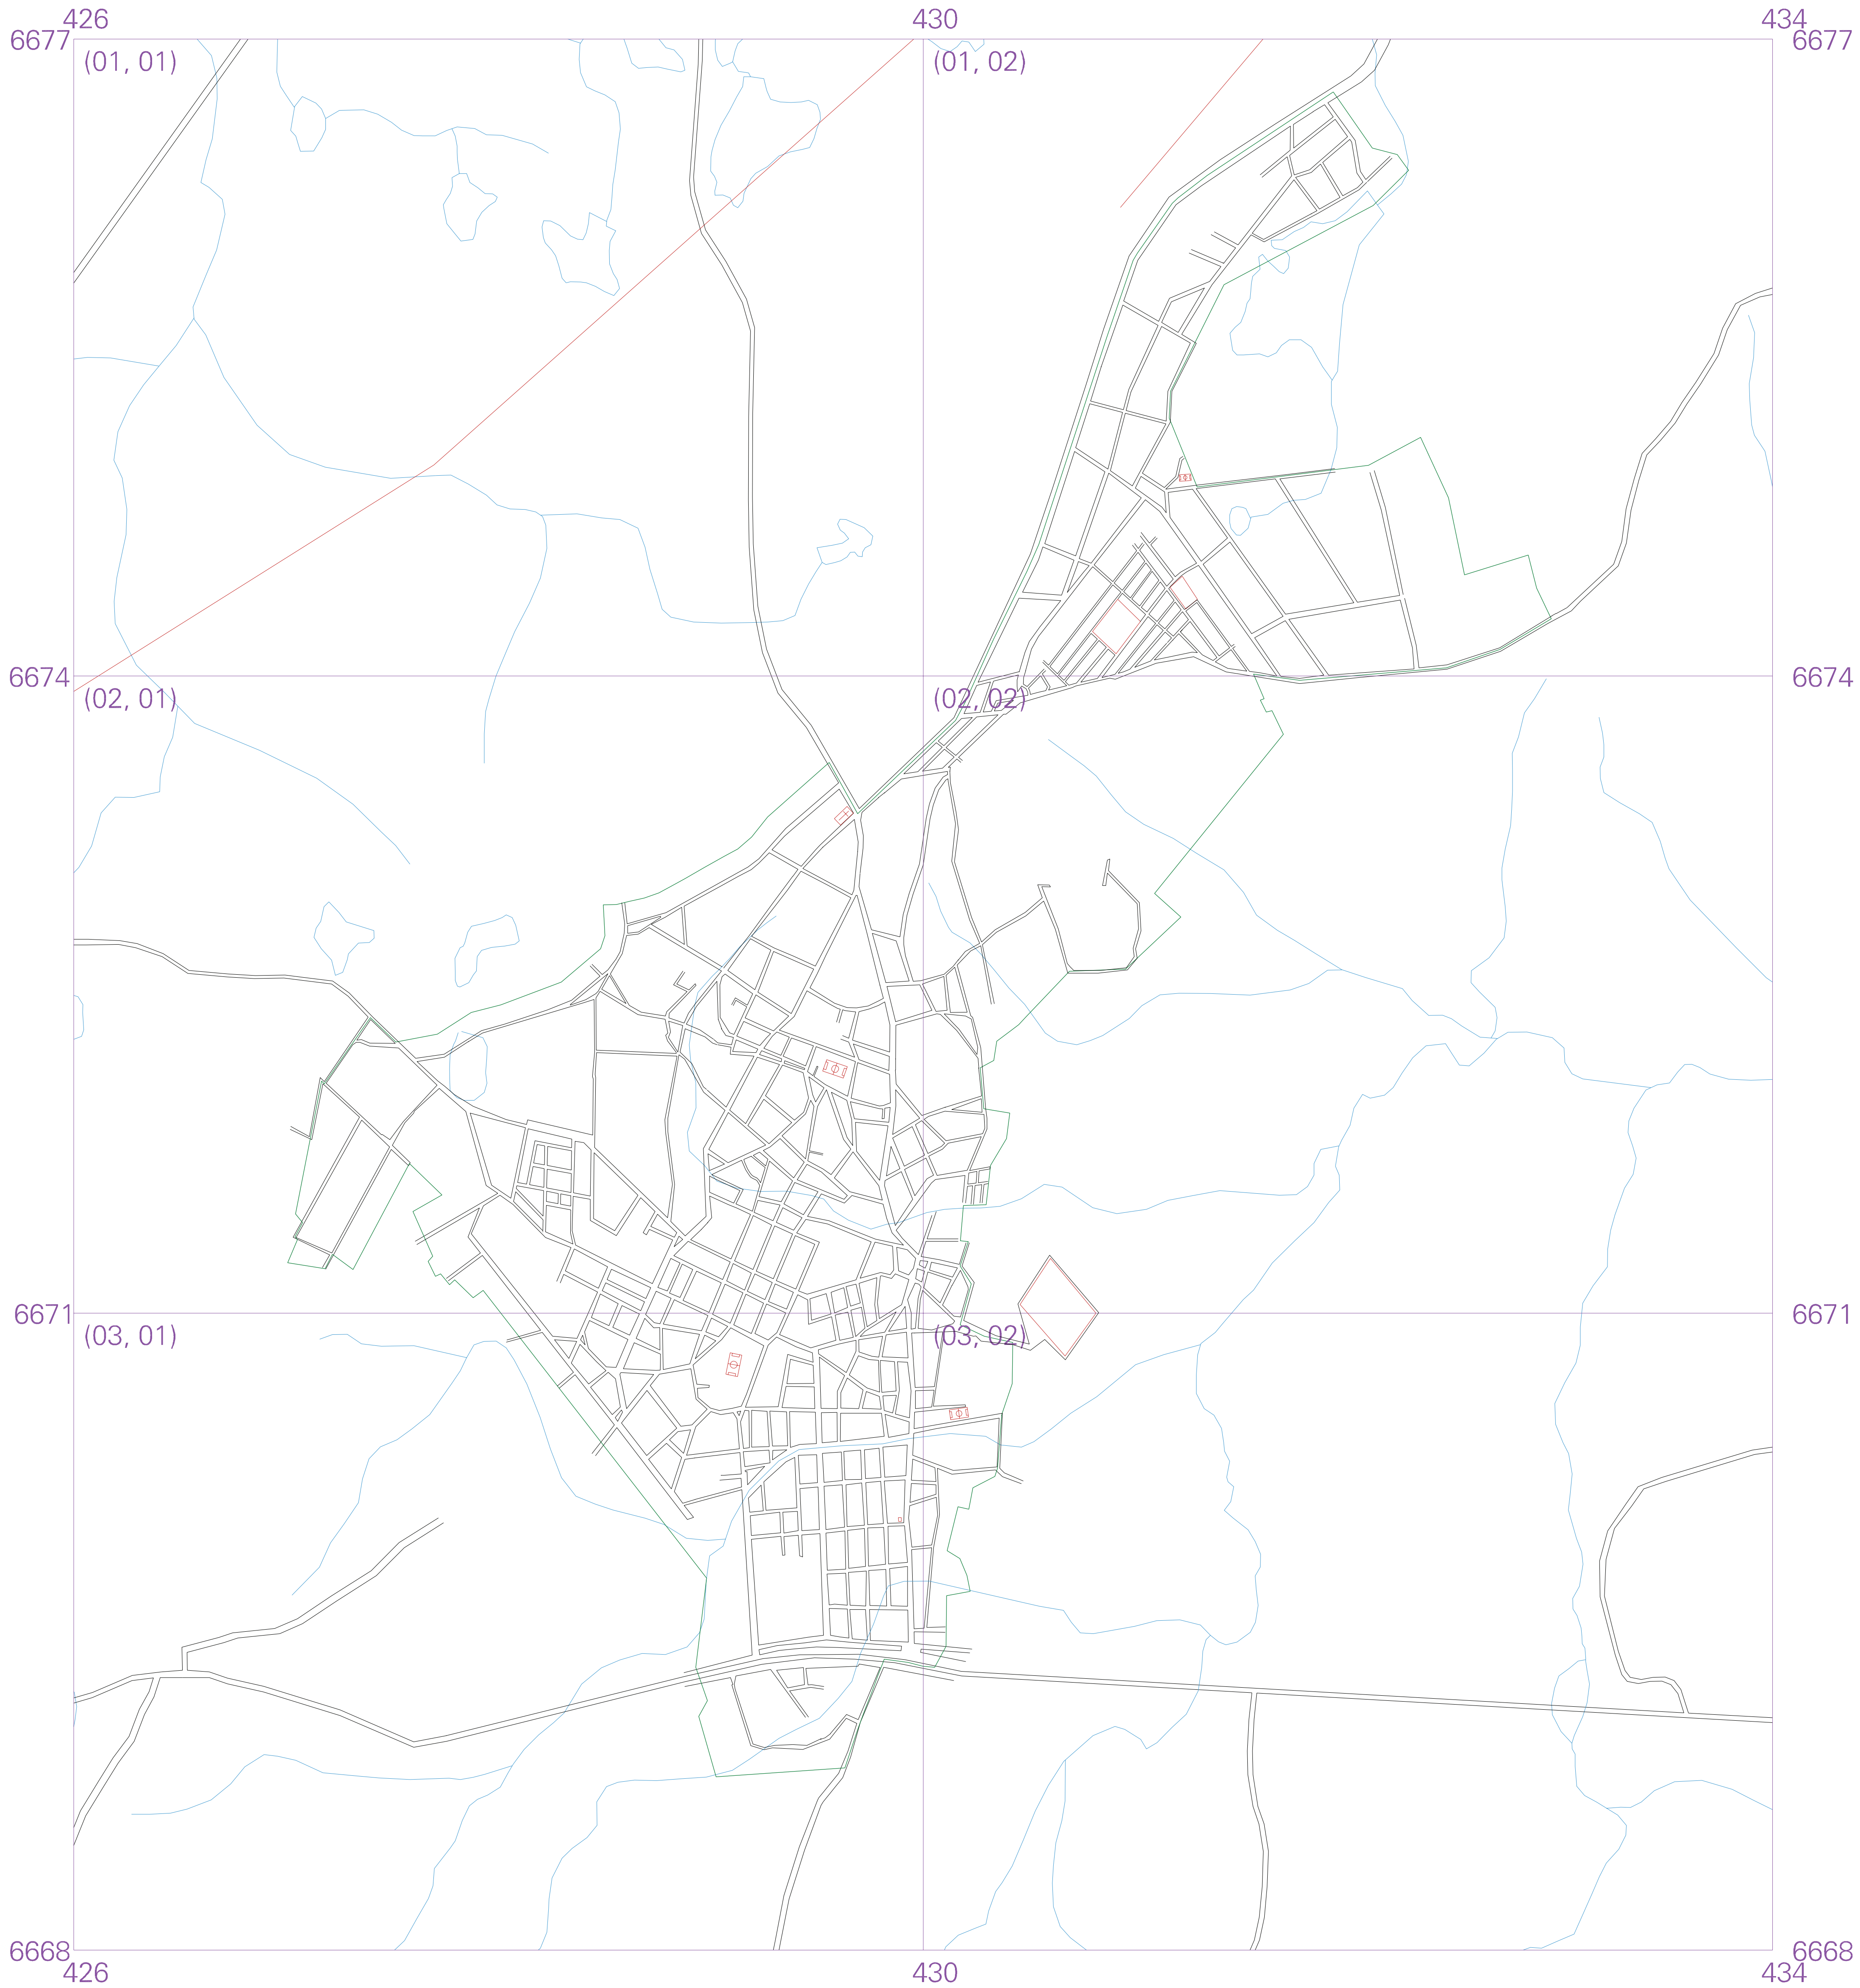 426 430 434
6677 6677
(01, 01) (01, 02)
6674 6674
(02, 01) (02, 02)
6671 6671
(03, 01) (03, 02)
6668 6668
426 430 434